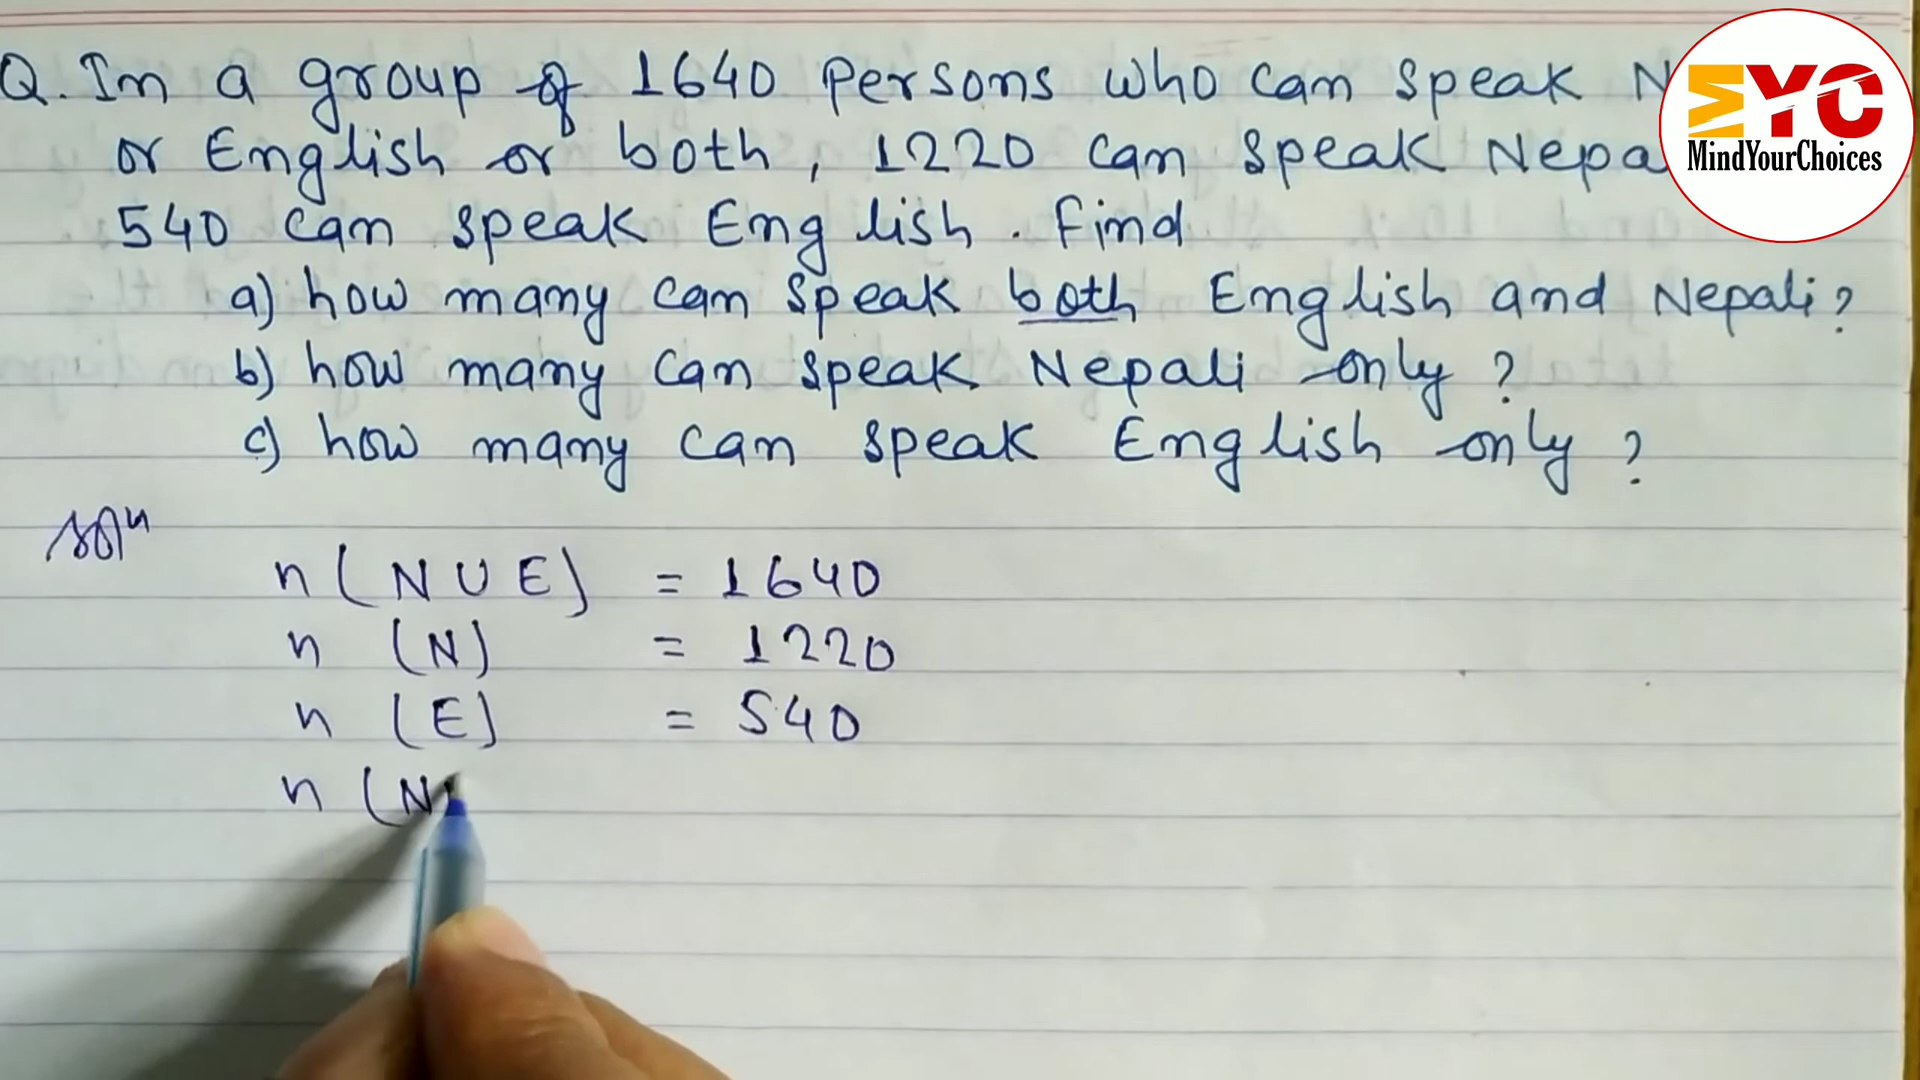 Q. In a group of 1640 persons who can speak N
or English or both, 1220 can speak Nepa
540 can speak English. Find
a) how many can speak both English and Nepali?
b) how many can speak Nepali only?
c) how many can speak English only?
MYC
MindYourChoices
Solⁿ
n(N∪E) = 1640
n (N) = 1220
n (E) = 540
n (N